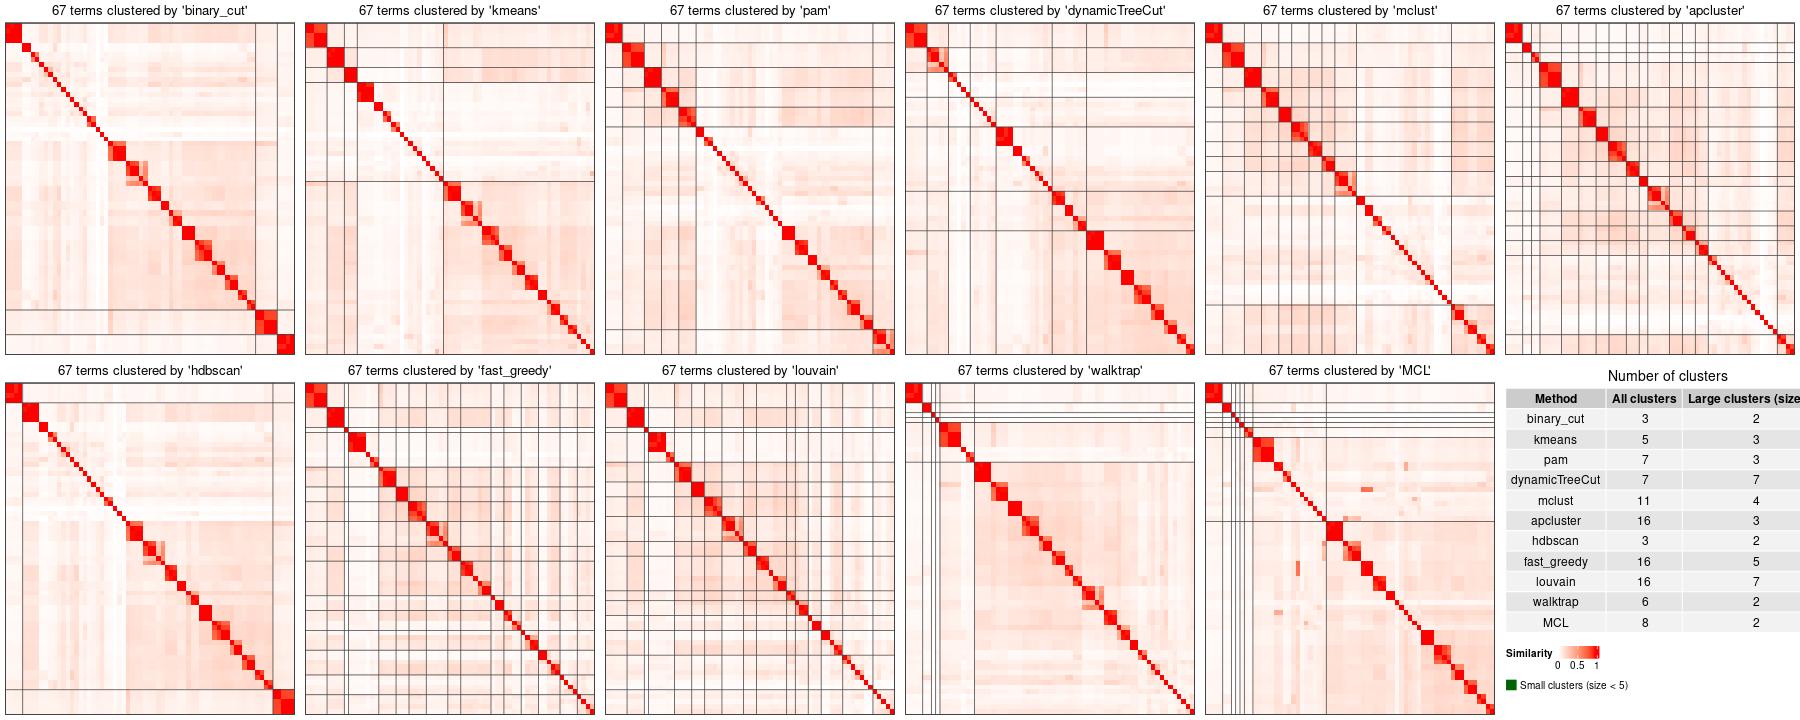 67 terms clustered by 'binary_cut'
67 terms clustered by 'kmeans'
67 terms clustered by 'pam'
67 terms clustered by 'dynamicTreeCut'
67 terms clustered by 'mclust'
67 terms clustered by 'apcluster'
67 terms clustered by 'hdbscan'
67 terms clustered by 'fast_greedy'
67 terms clustered by 'louvain'
67 terms clustered by 'walktrap'
67 terms clustered by 'MCL'
Number of clusters
Method All clusters Large clusters (size
binary_cut 3 2
kmeans 5 3
pam 7 3
dynamicTreeCut 7 7
mclust 11 4
apcluster 16 3
hdbscan 3 2
fast_greedy 16 5
louvain 16 7
walktrap 6 2
MCL 8 2
Similarity
0 0.5 1
Small clusters (size < 5)